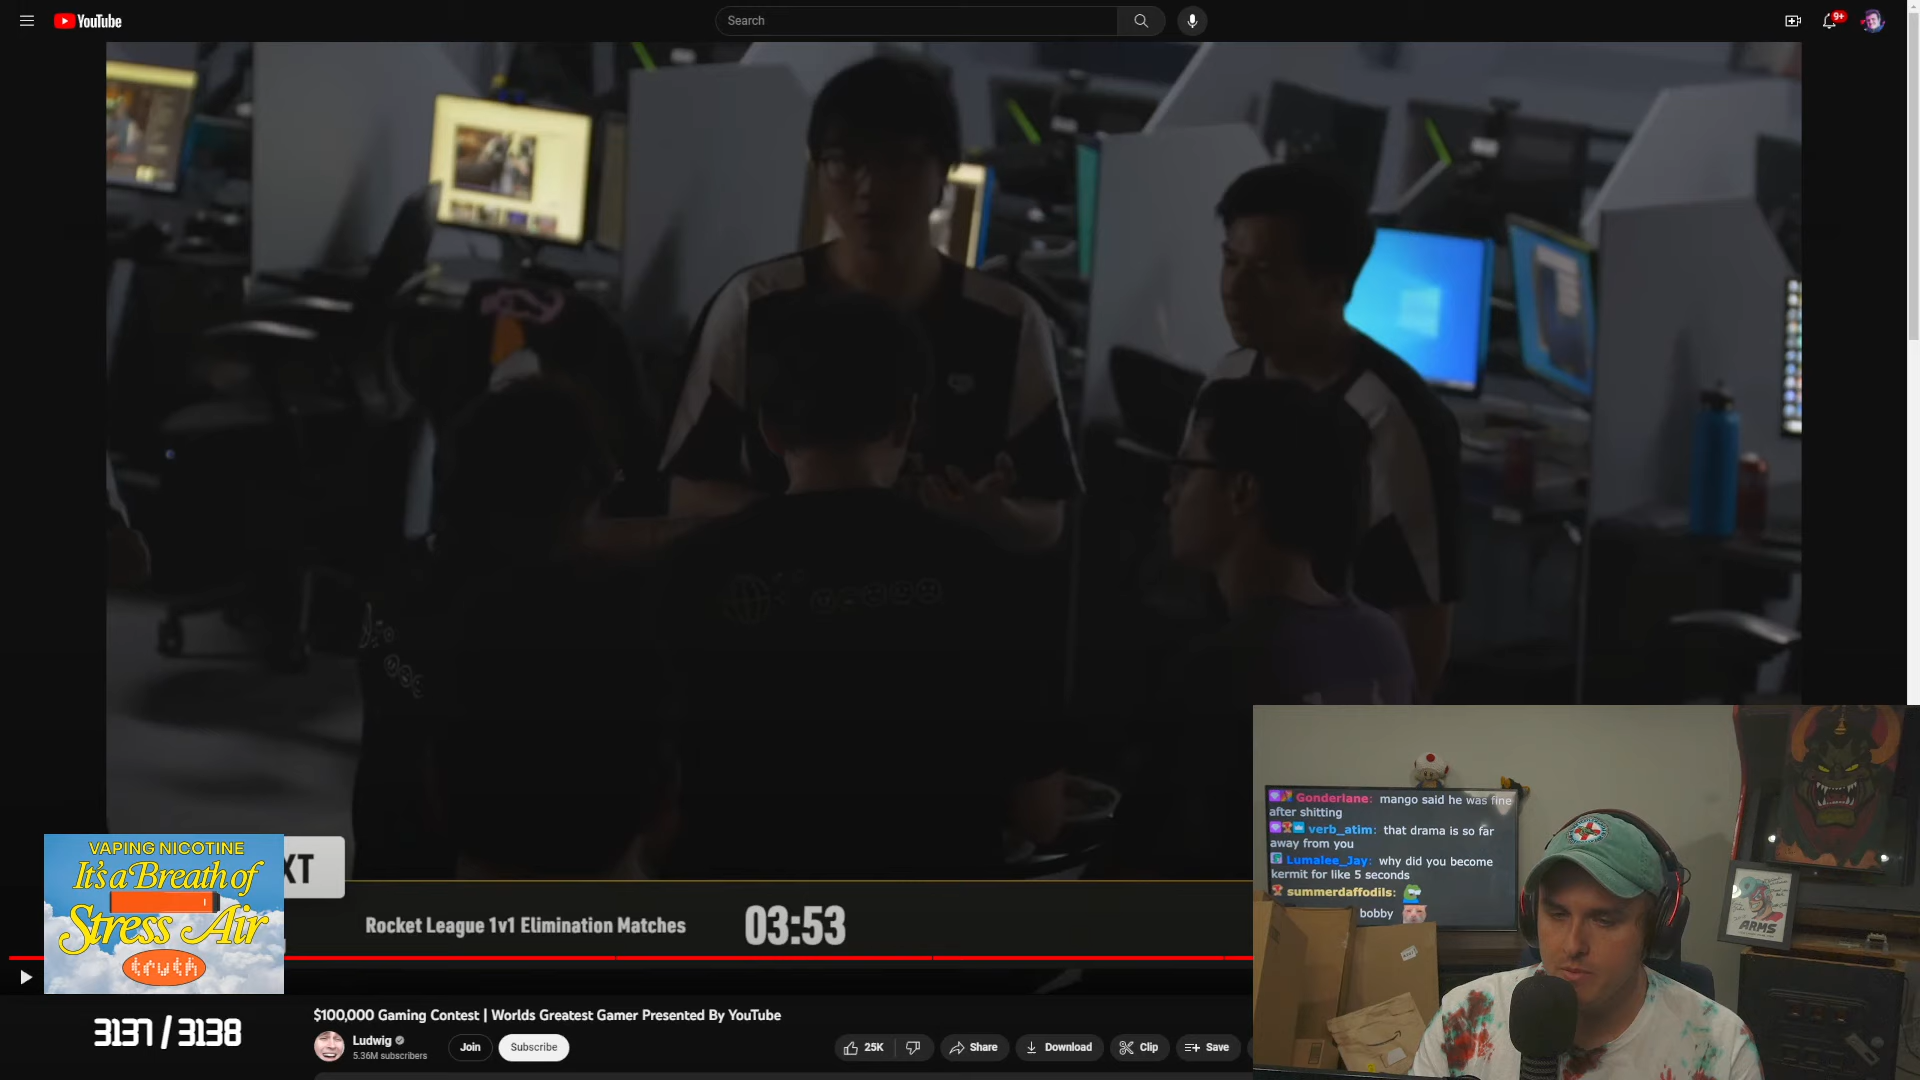 YouTube
Search
9+
VAPING NICOTINE
It's a Breath of
Stress Air
truth
XT
Rocket League 1v1 Elimination Matches
03:53
3137 / 3138
$100,000 Gaming Contest | Worlds Greatest Gamer Presented By YouTube
Ludwig
5.36M subscribers
Join
Subscribe
25K
Share
Download
Clip
Save
Gonderlane: mango said he was fine
after shitting
verb_atim: that drama is so far
away from you
Lumalee_Jay: why did you become
kermit for like 5 seconds
summerdaffodils:
bobby
ARMS